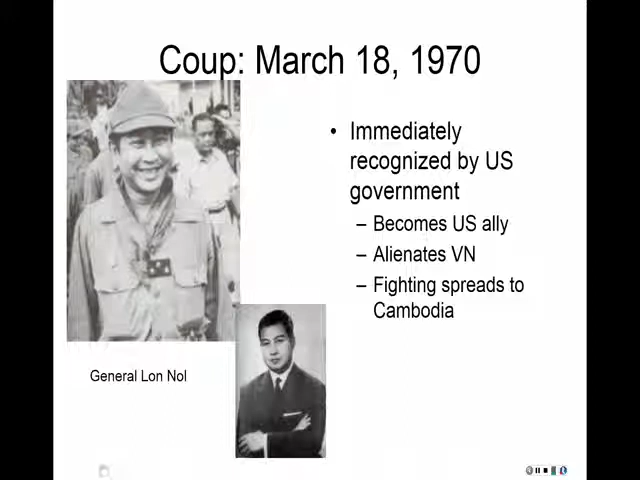 Coup: March 18, 1970
• Immediately
recognized by US
government
– Becomes US ally
– Alienates VN
– Fighting spreads to
Cambodia
General Lon Nol